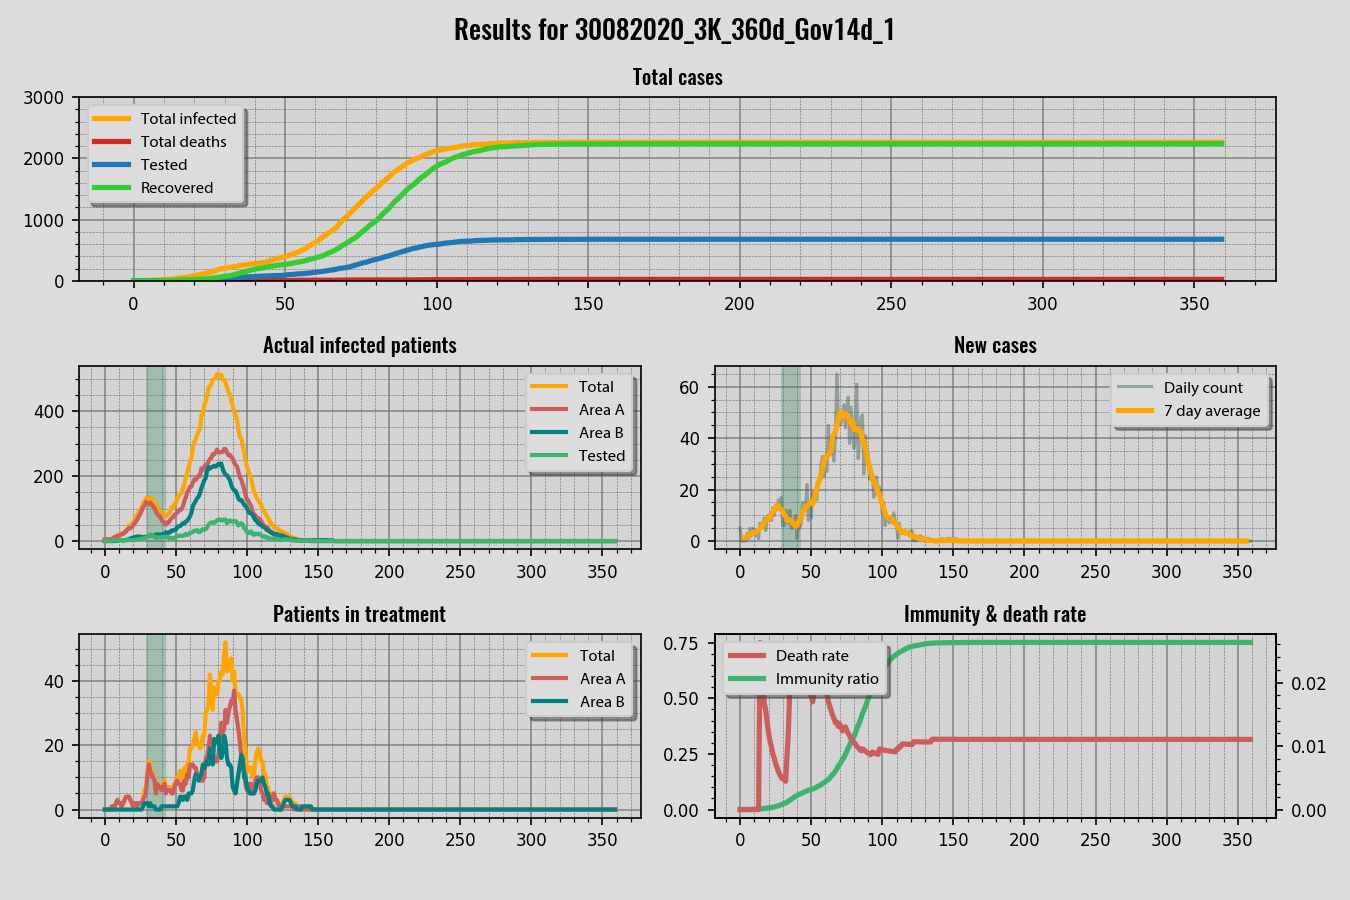 Results for 30082020_3K_360d_Gov14d_1
Total cases
3000
2000
1000
0
Total infected
Total deaths
Tested
Recovered
0 50 100 150 200 250 300 350
Actual infected patients
400
200
0
Total
Area A
Area B
Tested
0 50 100 150 200 250 300 350
New cases
60
40
20
0
Daily count
7 day average
0 50 100 150 200 250 300 350
Patients in treatment
40
20
0
Total
Area A
Area B
0 50 100 150 200 250 300 350
Immunity & death rate
0.75
0.50
0.25
0.00
Death rate
Immunity ratio
0.02
0.01
0.00
0 50 100 150 200 250 300 350